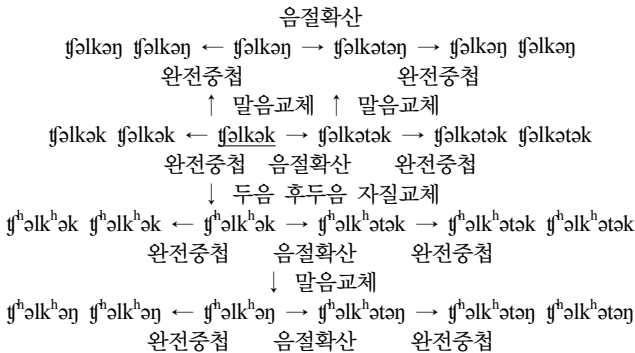 음절확산
ʧəlkəŋ ʧəlkəŋ ← ʧəlkəŋ → ʧəlkətəŋ → ʧəlkəŋ ʧəlkəŋ
완전중첩 완전중첩
↑ 말음교체 ↑ 말음교체
ʧəlkək ʧəlkək ← ʧəlkək → ʧəlkətək → ʧəlkətək ʧəlkətək
완전중첩 음절확산 완전중첩
↓ 두음 후두음 자질교체
ʧʰəlkʰək ʧʰəlkʰək ← ʧʰəlkʰək → ʧʰəlkʰətək → ʧʰəlkʰətək ʧʰəlkʰətək
완전중첩 음절확산 완전중첩
↓ 말음교체
ʧʰəlkʰəŋ ʧʰəlkʰəŋ ← ʧʰəlkʰəŋ → ʧʰəlkʰətəŋ → ʧʰəlkʰətəŋ ʧʰəlkʰətəŋ
완전중첩 음절확산 완전중첩